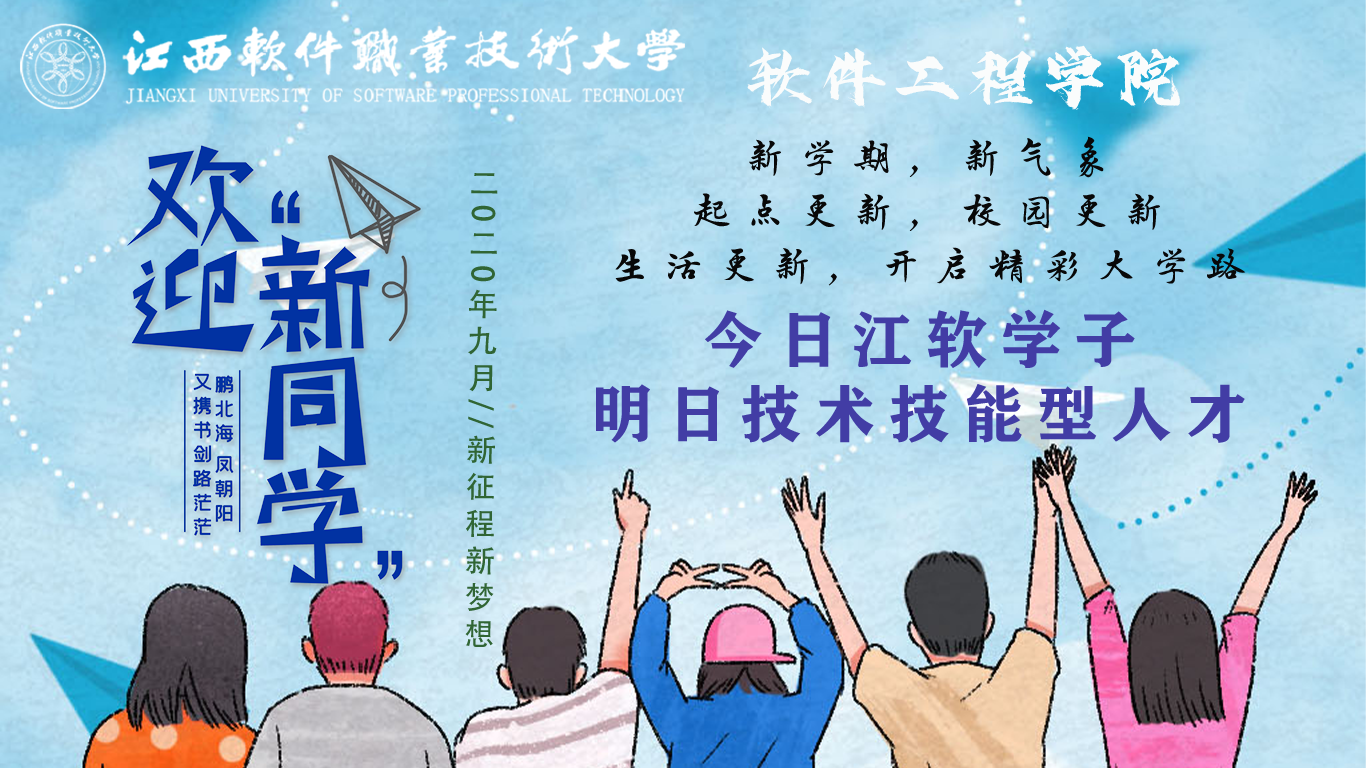 江西軟件職業技術大學
JIANGXI UNIVERSITY OF SOFTWARE PROFESSIONAL TECHNOLOGY
软件工程学院
欢迎
“新同学”
鹏北海 凤朝阳
又携书剑路茫茫
二0二0年九月//新征程新梦想
新学期，新气象
起点更新，校园更新
生活更新，开启精彩大学路
今日江软学子
明日技术技能型人才